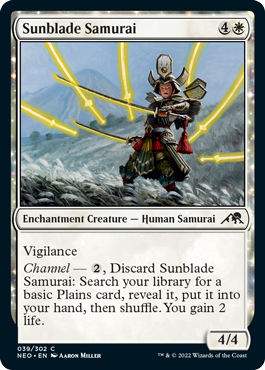 Sunblade Samurai 4
Enchantment Creature — Human Samurai
Vigilance
Channel — 2, Discard Sunblade
Samurai: Search your library for a
basic Plains card, reveal it, put it into
your hand, then shuffle. You gain 2
life.
4/4
039/302 C
NEO • EN AARON MILLER
™ & © 2022 Wizards of the Coast